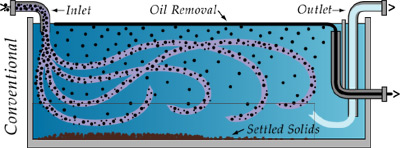 Inlet
Oil Removal
Outlet
Conventional
Settled Solids